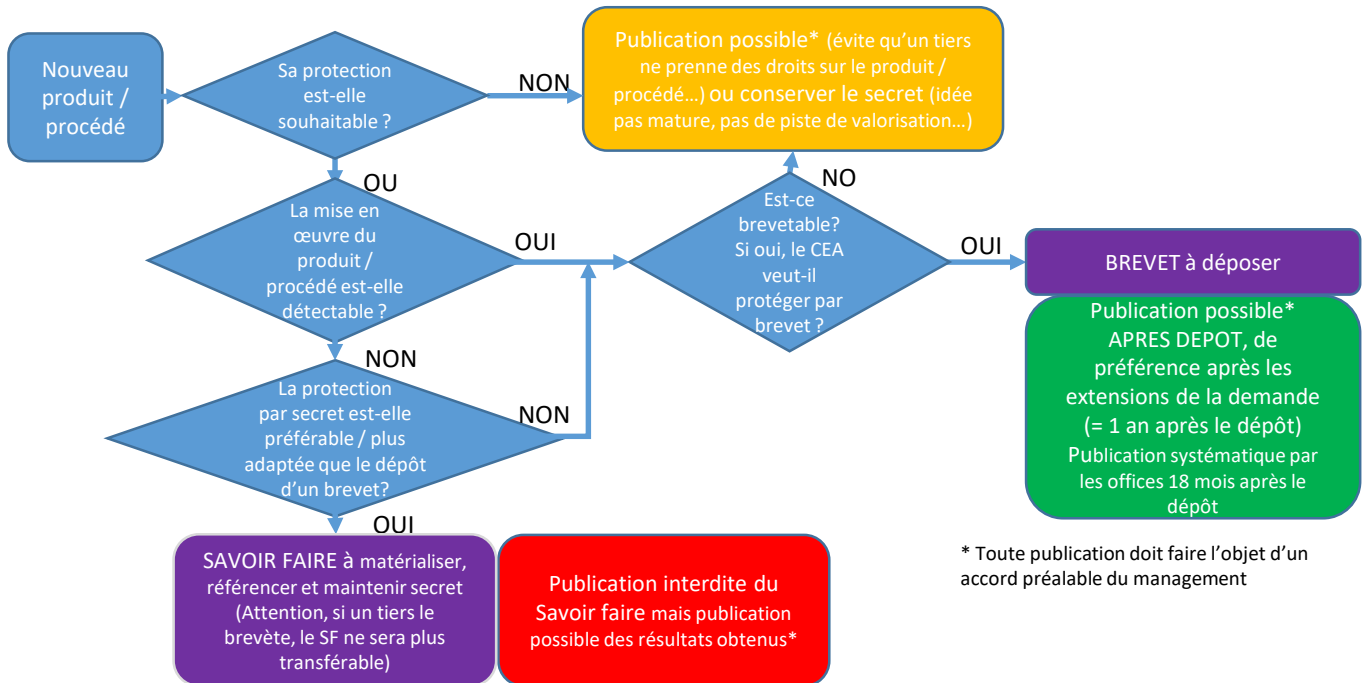 Nouveau
produit /
procédé
Sa protection
est-elle
souhaitable ?
NON
Publication possible* (évite qu'un tiers
ne prenne des droits sur le produit /
procédé…) ou conserver le secret (idée
pas mature, pas de piste de valorisation…)
OU
La mise en
œuvre du
produit /
procédé est-elle
détectable ?
OUI
NO
Est-ce
brevetable?
Si oui, le CEA
veut-il
protéger par
brevet ?
OUI
BREVET à déposer
Publication possible*
APRES DEPOT, de
préférence après les
extensions de la demande
(= 1 an après le dépôt)
Publication systématique par
les offices 18 mois après le
dépôt
NON
La protection
par secret est-elle
préférable / plus
adaptée que le dépôt
d'un brevet?
NON
OUI
SAVOIR FAIRE à matérialiser,
référencer et maintenir secret
(Attention, si un tiers le
brevète, le SF ne sera plus
transférable)
Publication interdite du
Savoir faire mais publication
possible des résultats obtenus*
* Toute publication doit faire l'objet d'un
accord préalable du management